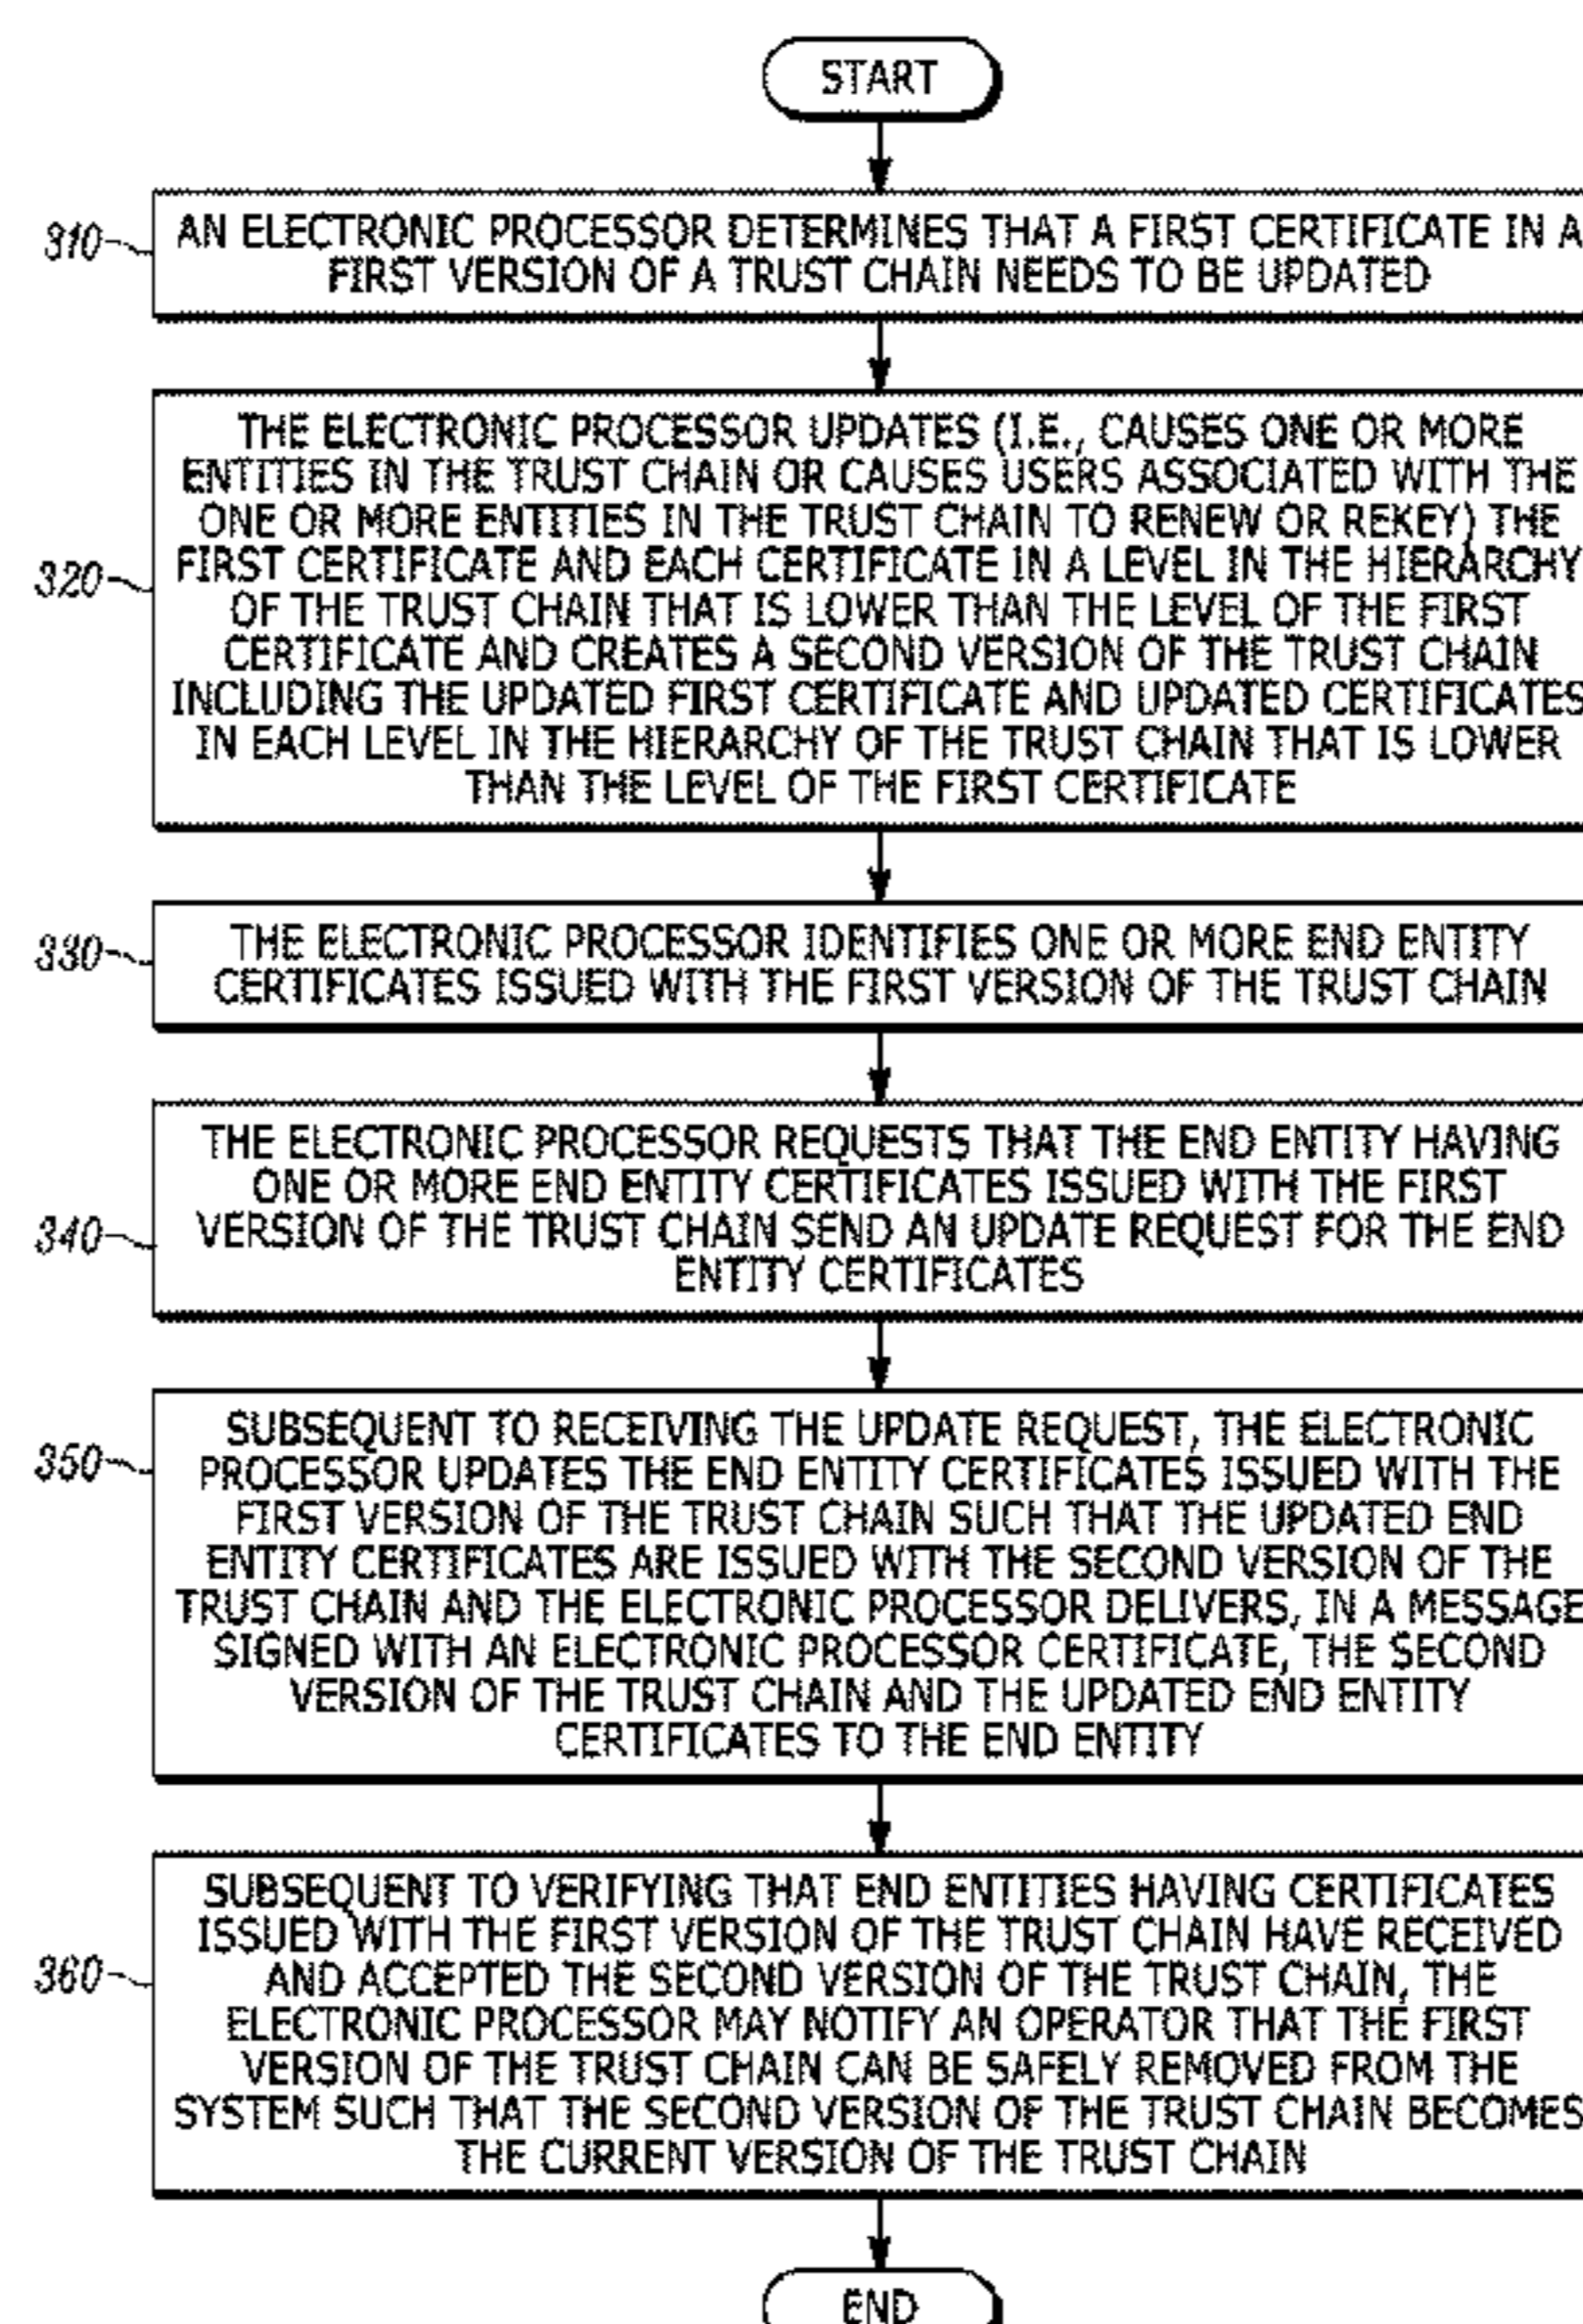 START
310
AN ELECTRONIC PROCESSOR DETERMINES THAT A FIRST CERTIFICATE IN A
FIRST VERSION OF A TRUST CHAIN NEEDS TO BE UPDATED
320
THE ELECTRONIC PROCESSOR UPDATES (I.E., CAUSES ONE OR MORE
ENTITIES IN THE TRUST CHAIN OR CAUSES USERS ASSOCIATED WITH THE
ONE OR MORE ENTITIES IN THE TRUST CHAIN TO RENEW OR REKEY) THE
FIRST CERTIFICATE AND EACH CERTIFICATE IN A LEVEL IN THE HIERARCHY
OF THE TRUST CHAIN THAT IS LOWER THAN THE LEVEL OF THE FIRST
CERTIFICATE AND CREATES A SECOND VERSION OF THE TRUST CHAIN
INCLUDING THE UPDATED FIRST CERTIFICATE AND UPDATED CERTIFICATES
IN EACH LEVEL IN THE HIERARCHY OF THE TRUST CHAIN THAT IS LOWER
THAN THE LEVEL OF THE FIRST CERTIFICATE
330
THE ELECTRONIC PROCESSOR IDENTIFIES ONE OR MORE END ENTITY
CERTIFICATES ISSUED WITH THE FIRST VERSION OF THE TRUST CHAIN
340
THE ELECTRONIC PROCESSOR REQUESTS THAT THE END ENTITY HAVING
ONE OR MORE END ENTITY CERTIFICATES ISSUED WITH THE FIRST
VERSION OF THE TRUST CHAIN SEND AN UPDATE REQUEST FOR THE END
ENTITY CERTIFICATES
350
SUBSEQUENT TO RECEIVING THE UPDATE REQUEST, THE ELECTRONIC
PROCESSOR UPDATES THE END ENTITY CERTIFICATES ISSUED WITH THE
FIRST VERSION OF THE TRUST CHAIN SUCH THAT THE UPDATED END
ENTITY CERTIFICATES ARE ISSUED WITH THE SECOND VERSION OF THE
TRUST CHAIN AND THE ELECTRONIC PROCESSOR DELIVERS, IN A MESSAGE
SIGNED WITH AN ELECTRONIC PROCESSOR CERTIFICATE, THE SECOND
VERSION OF THE TRUST CHAIN AND THE UPDATED END ENTITY
CERTIFICATES TO THE END ENTITY
360
SUBSEQUENT TO VERIFYING THAT END ENTITIES HAVING CERTIFICATES
ISSUED WITH THE FIRST VERSION OF THE TRUST CHAIN HAVE RECEIVED
AND ACCEPTED THE SECOND VERSION OF THE TRUST CHAIN, THE
ELECTRONIC PROCESSOR MAY NOTIFY AN OPERATOR THAT THE FIRST
VERSION OF THE TRUST CHAIN CAN BE SAFELY REMOVED FROM THE
SYSTEM SUCH THAT THE SECOND VERSION OF THE TRUST CHAIN BECOMES
THE CURRENT VERSION OF THE TRUST CHAIN
END